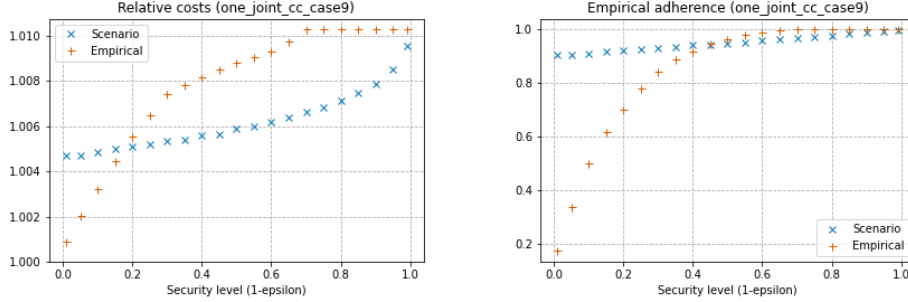 Relative costs (one_joint_cc_case9)
1.010
1.008
1.006
1.004
1.002
1.000
Scenario
Empirical
0.0 0.2 0.4 0.6 0.8 1.0
Security level (1-epsilon)
Empirical adherence (one_joint_cc_case9)
1.0
0.8
0.6
0.4
0.2
Scenario
Empirical
0.0 0.2 0.4 0.6 0.8 1.0
Security level (1-epsilon)